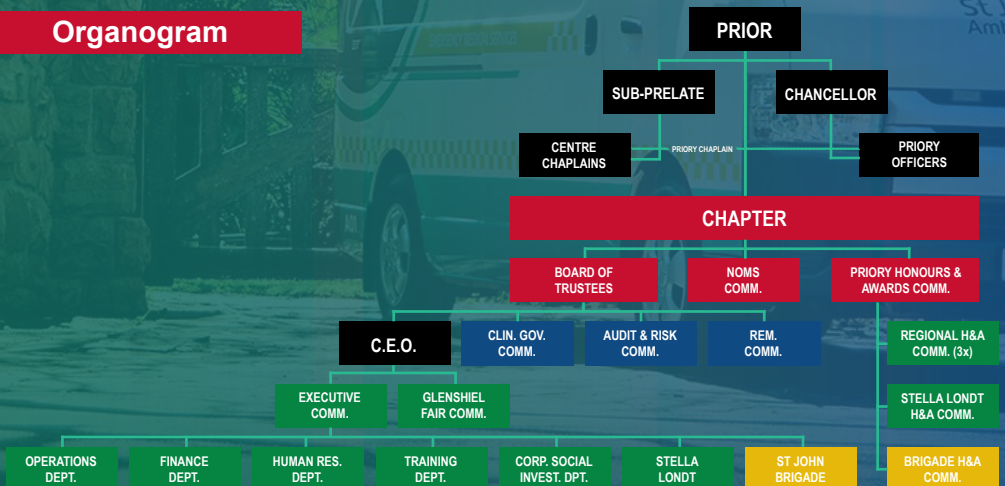 Organogram
PRIOR
SUB-PRELATE
CHANCELLOR
CENTRE
CHAPLAINS
PRIORY CHAPLAIN
PRIORY
OFFICERS
CHAPTER
BOARD OF
TRUSTEES
NOMS
COMM.
PRIORY HONOURS &
AWARDS COMM.
C.E.O.
CLIN. GOV.
COMM.
AUDIT & RISK
COMM.
REM.
COMM.
REGIONAL H&A
COMM. (3x)
EXECUTIVE
COMM.
GLENSHIEL
FAIR COMM.
STELLA LONDT
H&A COMM.
OPERATIONS
DEPT.
FINANCE
DEPT.
HUMAN RES.
DEPT.
TRAINING
DEPT.
CORP. SOCIAL
INVEST. DPT.
STELLA
LONDT
ST JOHN
BRIGADE
BRIGADE H&A
COMM.
EMERGENCY MEDICAL SERVICES